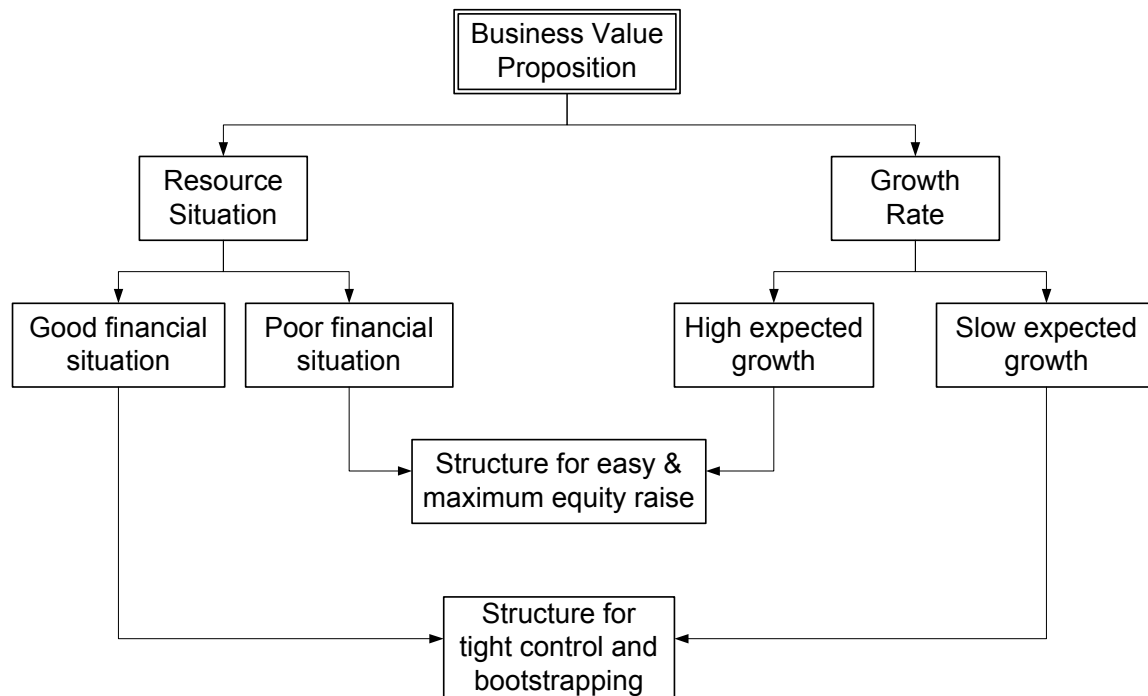 Business Value
Proposition
Resource
Situation
Growth
Rate
Good financial
situation
Poor financial
situation
High expected
growth
Slow expected
growth
Structure for easy &
maximum equity raise
Structure for
tight control and
bootstrapping